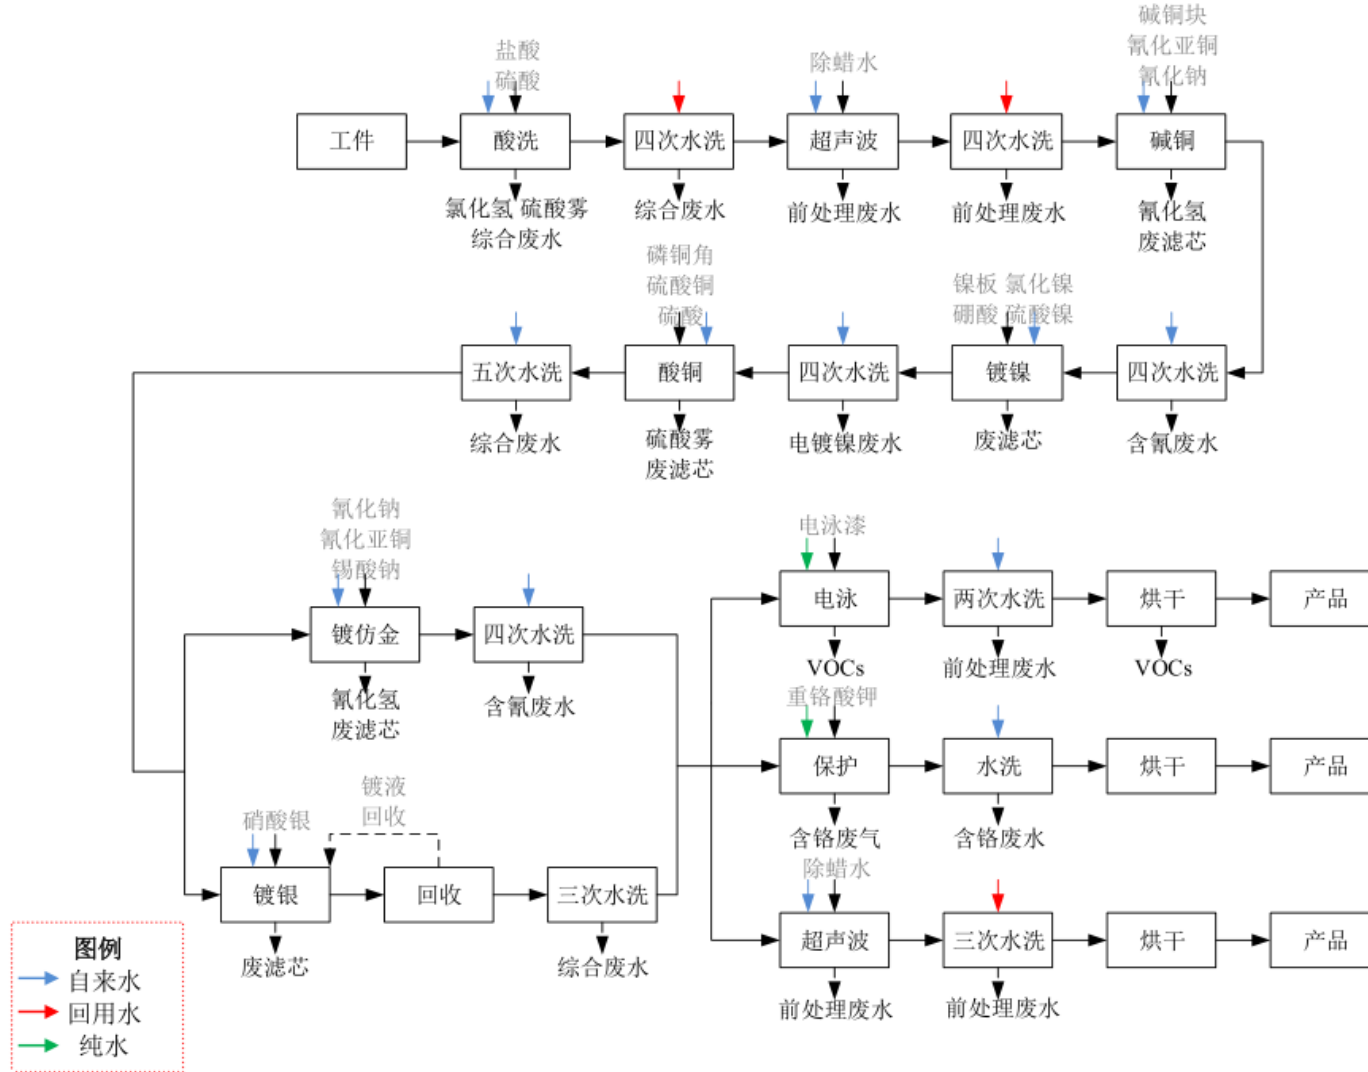 盐酸
硫酸
除蜡水
碱铜块
氰化亚铜
氰化钠
工件
酸洗
四次水洗
超声波
四次水洗
碱铜
氯化氢 硫酸雾
综合废水
综合废水
前处理废水
前处理废水
氰化氢
废滤芯
磷铜角
硫酸铜
硫酸
镍板 氯化镍
硼酸 硫酸镍
五次水洗
酸铜
四次水洗
镀镍
四次水洗
综合废水
硫酸雾
废滤芯
电镀镍废水
废滤芯
含氰废水
氰化钠
氰化亚铜
锡酸钠
镀仿金
四次水洗
氰化氢
废滤芯
含氰废水
电泳漆
电泳
两次水洗
烘干
产品
VOCs
前处理废水
VOCs
重铬酸钾
保护
水洗
烘干
产品
含铬废气
含铬废水
硝酸银
镀液
回收
镀银
回收
三次水洗
废滤芯
综合废水
除蜡水
超声波
三次水洗
烘干
产品
前处理废水
前处理废水
图例
自来水
回用水
纯水